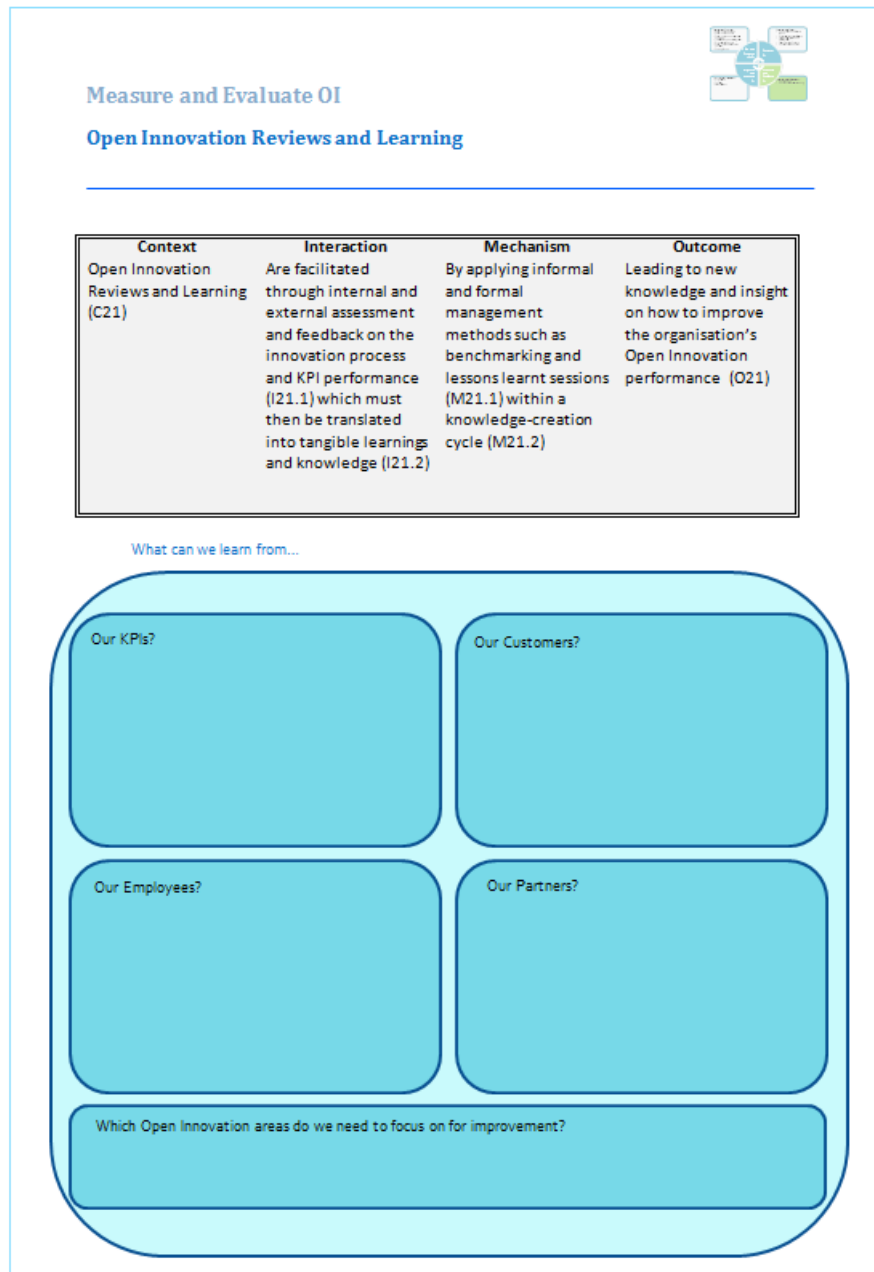 Measure and Evaluate OI
Open Innovation Reviews and Learning
Context
Open Innovation
Reviews and Learning
(C21)
Interaction
Are facilitated
through internal and
external assessment
and feedback on the
innovation process
and KPI performance
(I21.1) which must
then be translated
into tangible learnings
and knowledge (I21.2)
Mechanism
By applying informal
and formal
management
methods such as
benchmarking and
lessons learnt sessions
(M21.1) within a
knowledge-creation
cycle (M21.2)
Outcome
Leading to new
knowledge and insight
on how to improve
the organisation's
Open Innovation
performance (O21)
What can we learn from...
Our KPIs?
Our Customers?
Our Employees?
Our Partners?
Which Open Innovation areas do we need to focus on for improvement?